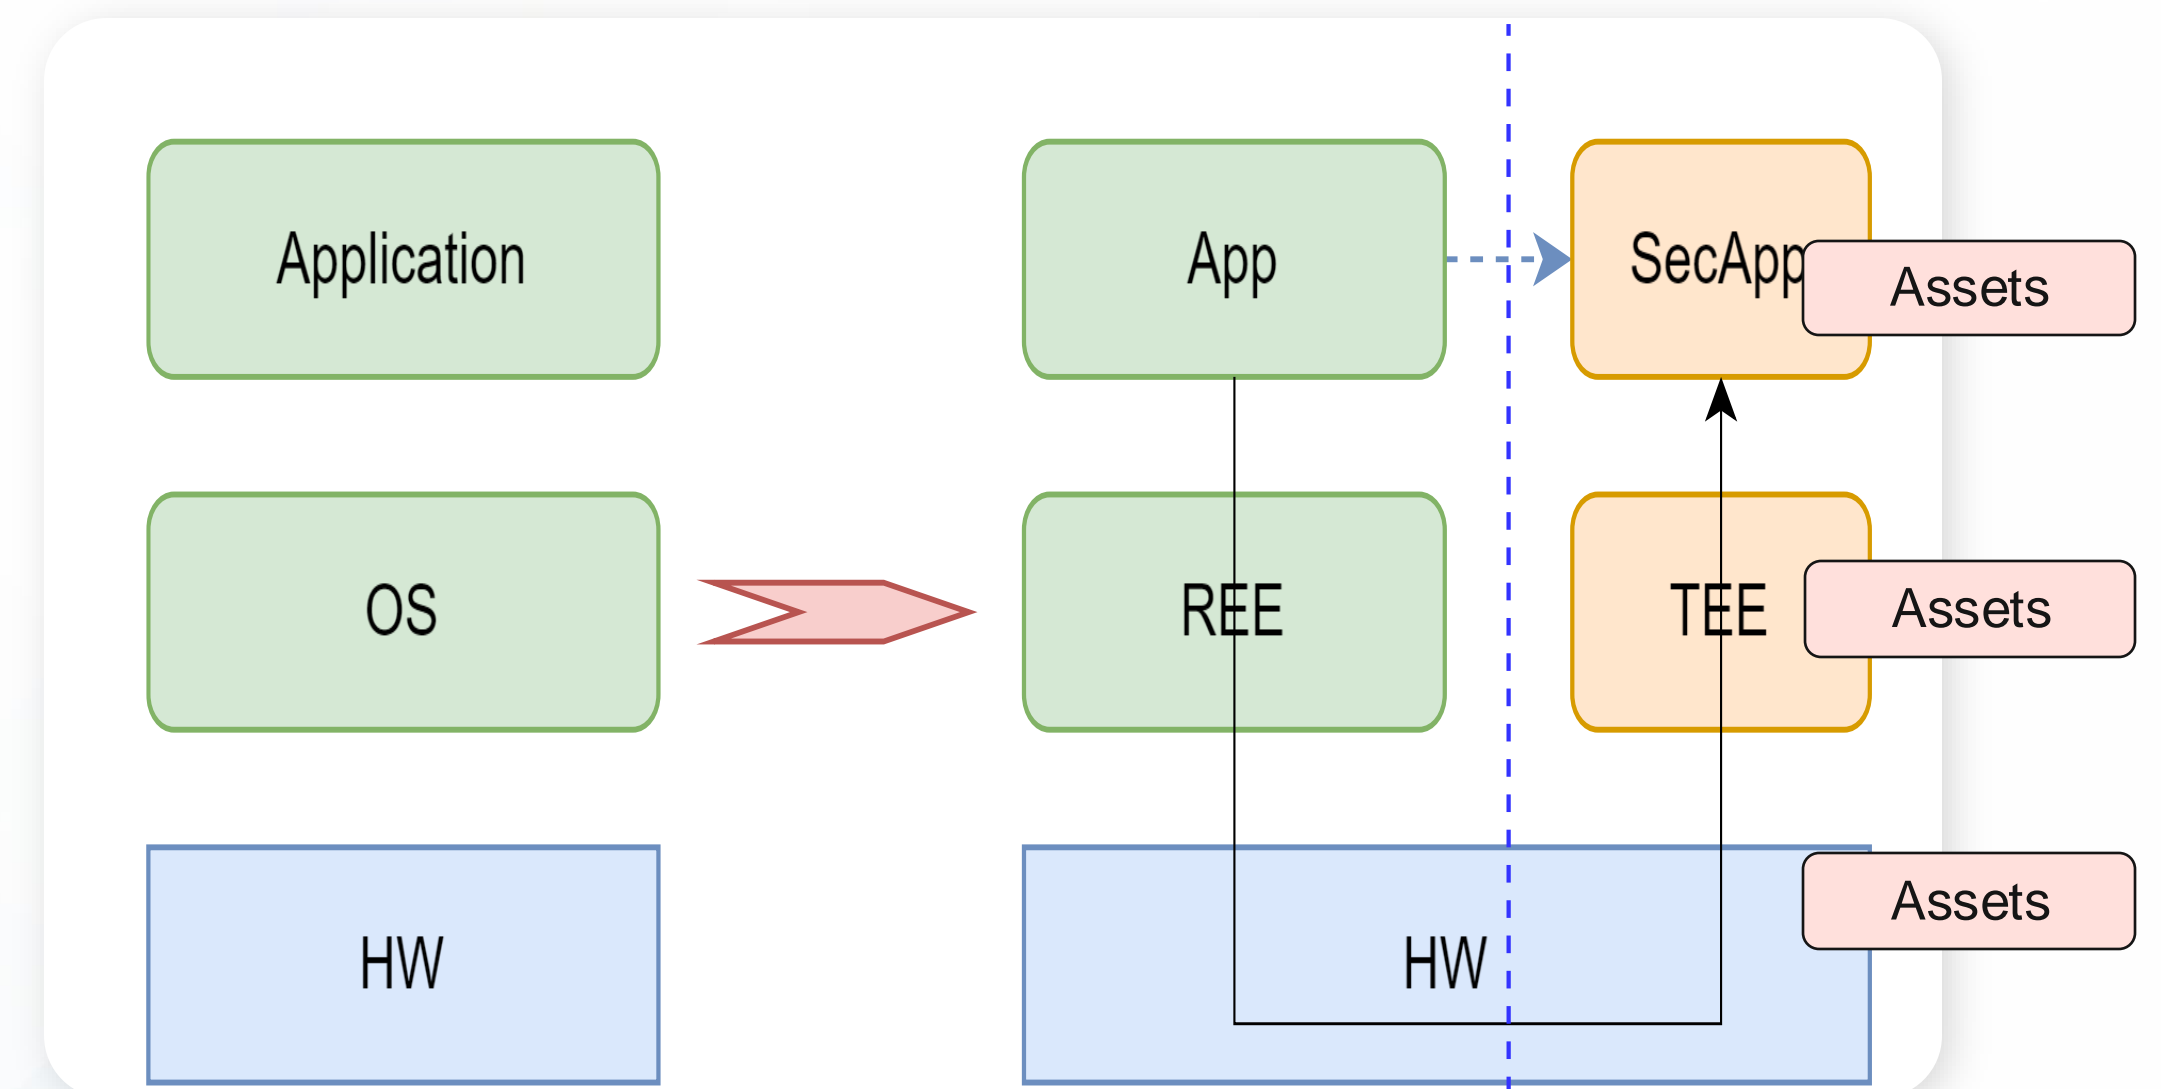 Application
App
SecApp
Assets
OS
REE
TEE
Assets
HW
HW
Assets